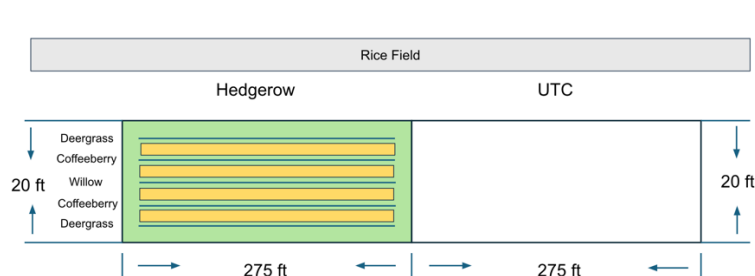 Rice Field
Hedgerow
UTC
Deergrass
Coffeeberry
Willow
Coffeeberry
Deergrass
20 ft
20 ft
275 ft
275 ft